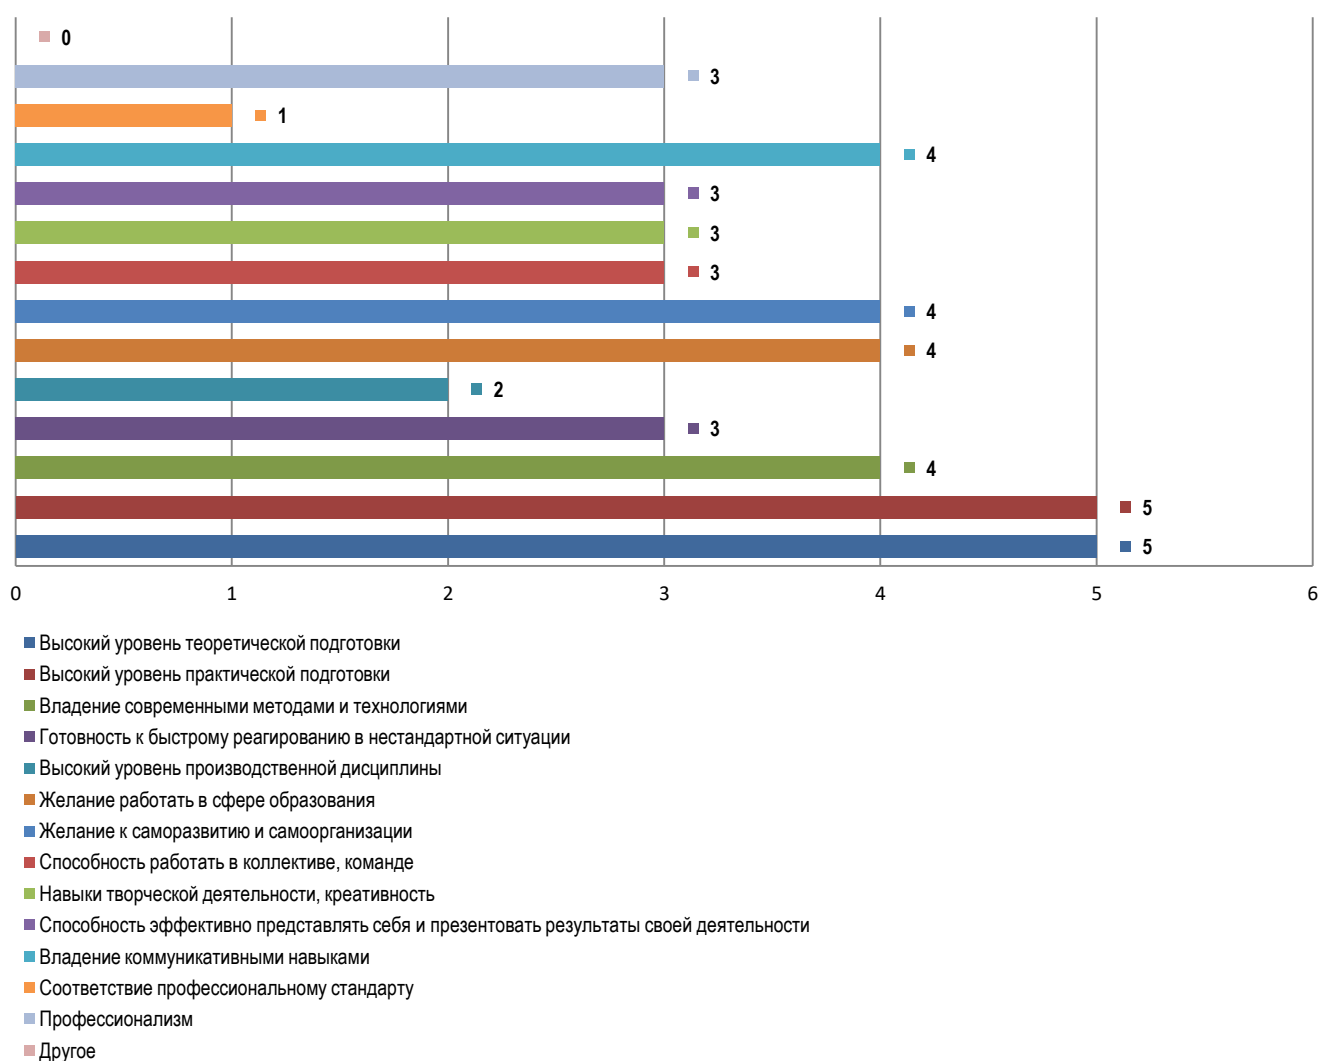 0
3
1
4
3
3
3
4
4
2
3
4
5
5
0 1 2 3 4 5 6
Высокий уровень теоретической подготовки
Высокий уровень практической подготовки
Владение современными методами и технологиями
Готовность к быстрому реагированию в нестандартной ситуации
Высокий уровень производственной дисциплины
Желание работать в сфере образования
Желание к саморазвитию и самоорганизации
Способность работать в коллективе, команде
Навыки творческой деятельности, креативность
Способность эффективно представлять себя и презентовать результаты своей деятельности
Владение коммуникативными навыками
Соответствие профессиональному стандарту
Профессионализм
Другое